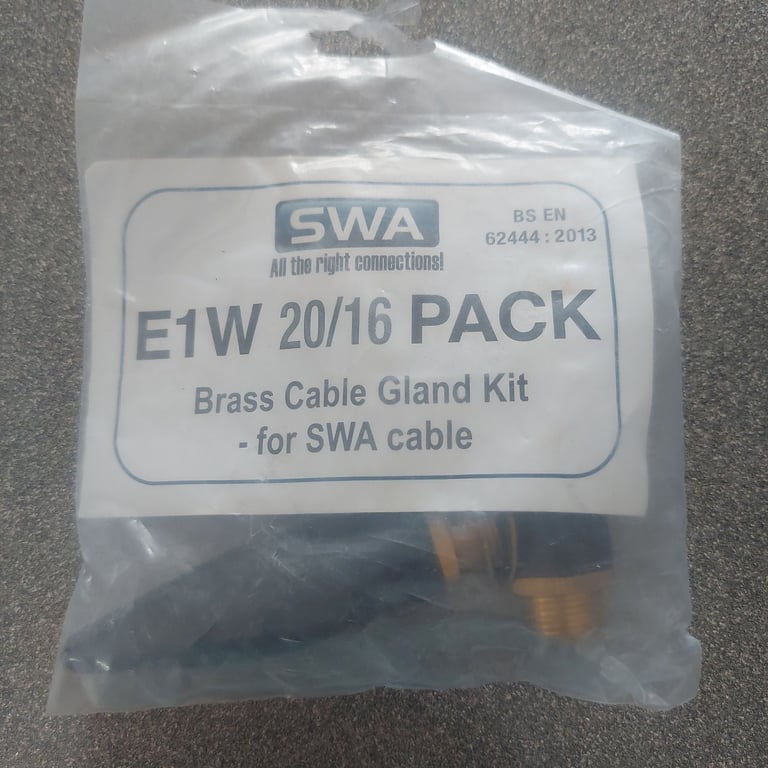 SWA
All the right connections!
BS EN
62444 : 2013
E1W 20/16 PACK
Brass Cable Gland Kit
- for SWA cable